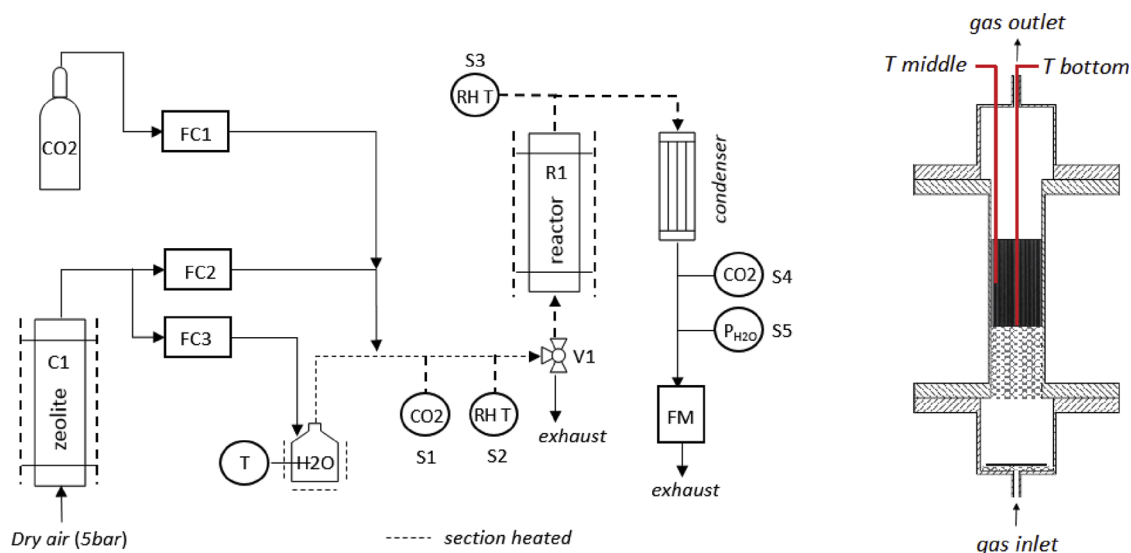 CO2
FC1
FC2
FC3
C1
zeolite
Dry air (5bar)
T
H2O
CO2
S1
RH T
S2
S3
RH T
R1
reactor
V1
exhaust
condenser
CO2
S4
PH2O
S5
FM
exhaust
section heated
gas outlet
T middle
T bottom
gas inlet